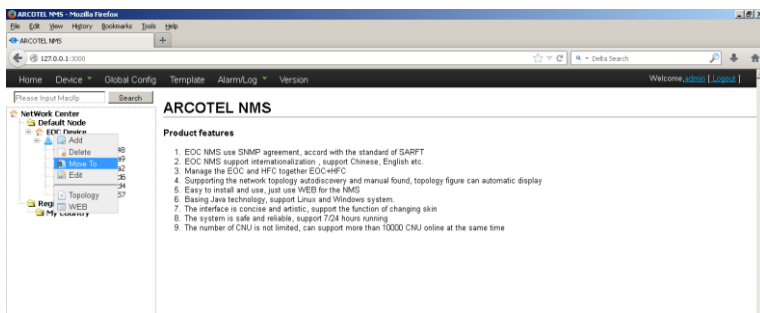 ARCOTEL NMS - Mozilla Firefox
File Edit View History Bookmarks Tools Help
ARCOTEL NMS
127.0.0.1:3000
Delta Search
Home Device Global Config Template Alarm/Log Version
Welcome,admin [ Logout ]
Please Input Mac/Ip Search
ARCOTEL NMS
NetWork Center
Default Node
EOC Device
Add
Delete
Move To
Edit
Topology
WEB
48
a9
a2
d6
d4
57
Regi
My Country
Product features
1. EOC NMS use SNMP agreement, accord with the standard of SARFT
2. EOC NMS support internationalization , support Chinese, English etc.
3. Manage the EOC and HFC together EOC+HFC
4. Surpporting the network topology autodiscovery and manual found, topology figure can automatic display
5. Easy to install and use, just use WEB for the NMS
6. Basing Java technology, support Linux and Windows system.
7. The interface is concise and artistic, support the function of changing skin
8. The system is safe and reliable, support 7/24 hours running
9. The number of CNU is not limited, can support more than 10000 CNU online at the same time